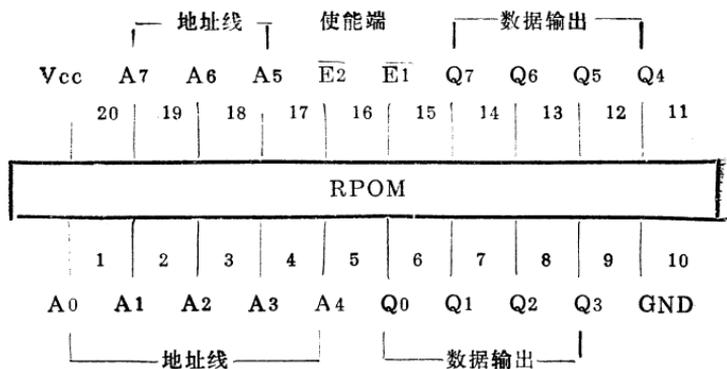 地址线 使能端 数据输出
Vcc A7 A6 A5 E2 E1 Q7 Q6 Q5 Q4
20 19 18 17 16 15 14 13 12 11
RPOM
1 2 3 4 5 6 7 8 9 10
A0 A1 A2 A3 A4 Q0 Q1 Q2 Q3 GND
地址线 数据输出